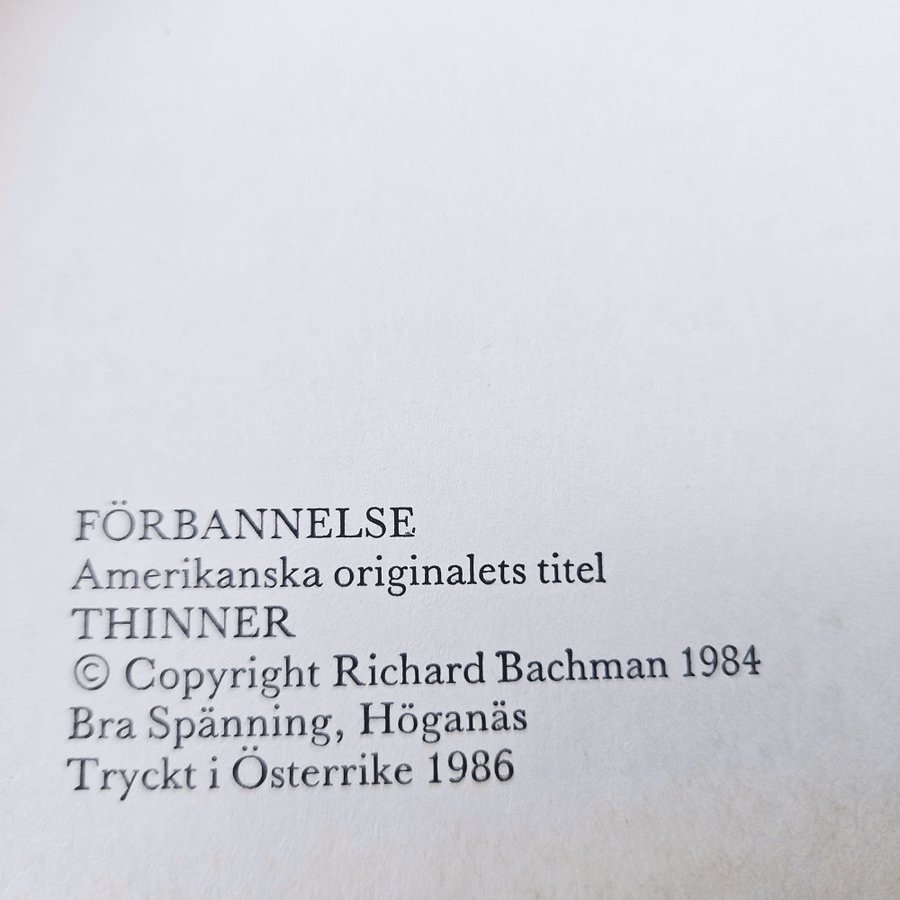 FÖRBANNELSE
Amerikanska originalets titel
THINNER
© Copyright Richard Bachman 1984
Bra Spänning, Höganäs
Tryckt i Österrike 1986